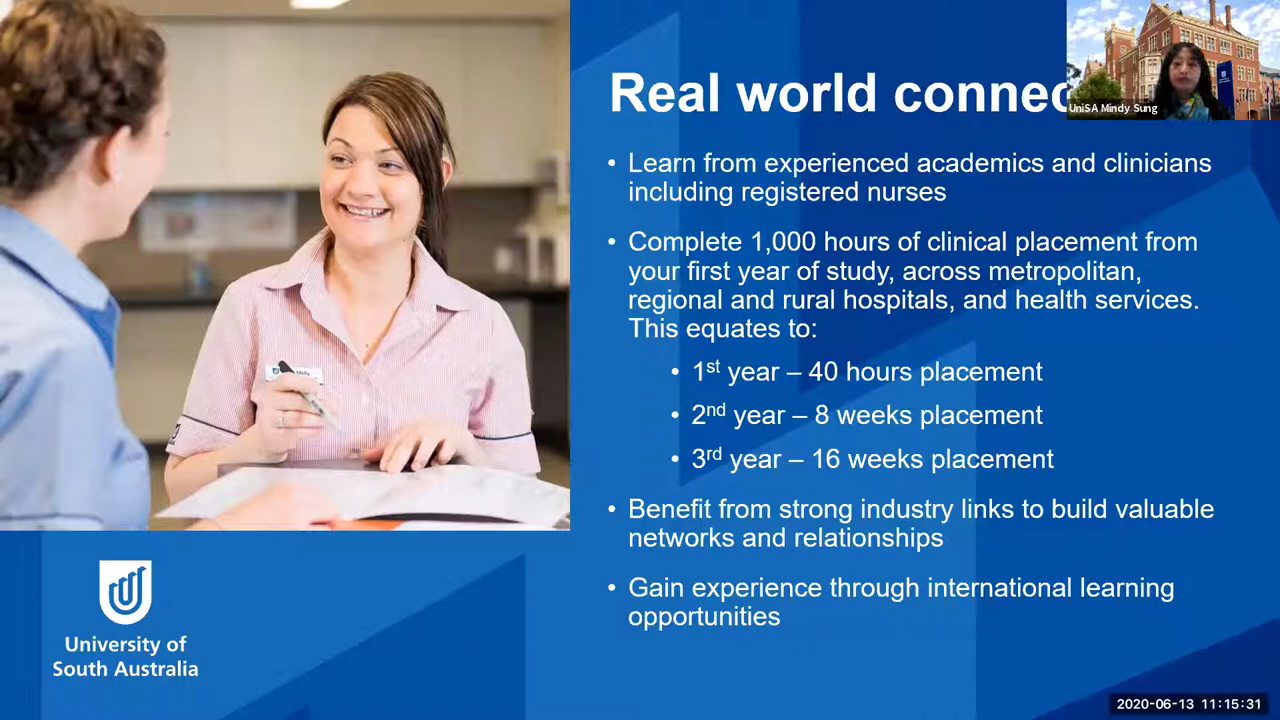 Real world connec
UniSA Mindy Sung
• Learn from experienced academics and clinicians
including registered nurses
• Complete 1,000 hours of clinical placement from
your first year of study, across metropolitan,
regional and rural hospitals, and health services.
This equates to:
• 1st year – 40 hours placement
• 2nd year – 8 weeks placement
• 3rd year – 16 weeks placement
• Benefit from strong industry links to build valuable
networks and relationships
• Gain experience through international learning
opportunities
University of
South Australia
2020-06-13 11:15:31